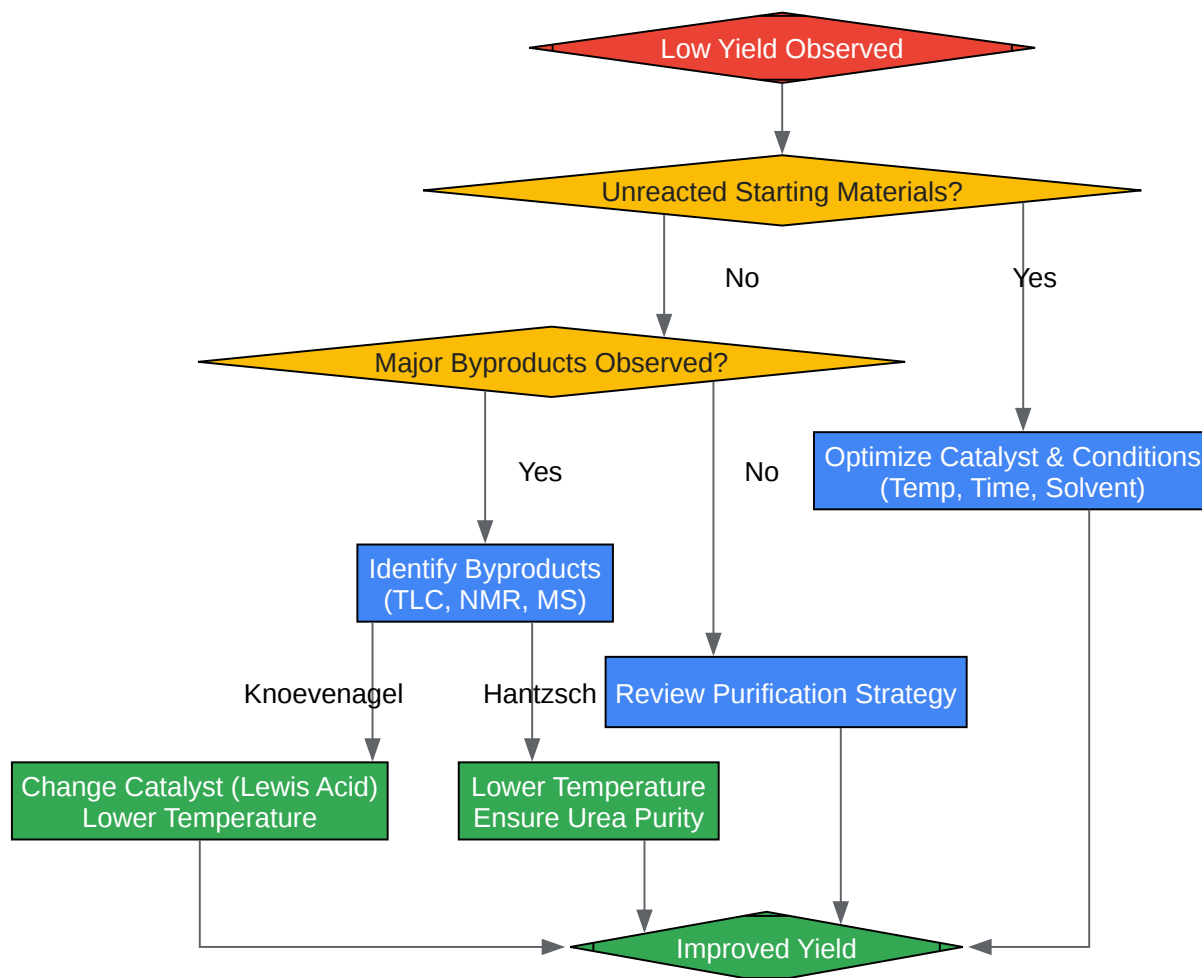 Low Yield Observed
Unreacted Starting Materials?
No
Yes
Major Byproducts Observed?
Optimize Catalyst & Conditions
(Temp, Time, Solvent)
Yes
No
Identify Byproducts
(TLC, NMR, MS)
Knoevenagel
Hantzsch
Review Purification Strategy
Change Catalyst (Lewis Acid)
Lower Temperature
Lower Temperature
Ensure Urea Purity
Improved Yield